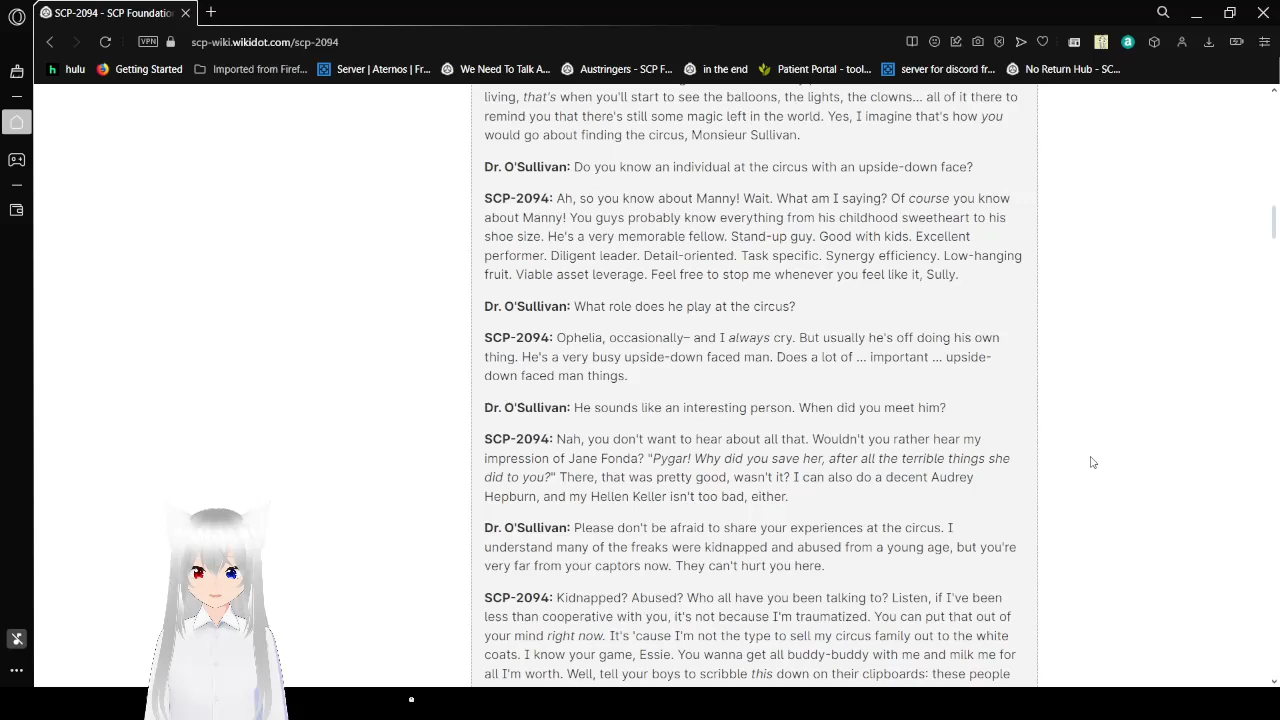 SCP-2094 - SCP Foundatio
scp-wiki.wikidot.com/scp-2094
VPN
hulu
Getting Started
Imported from Firef...
Server | Aternos | Fr...
We Need To Talk A...
Austringers - SCP F...
in the end
Patient Portal - tool...
server for discord fr...
No Return Hub - SC...
living, that's when you'll start to see the balloons, the lights, the clowns... all of it there to
remind you that there's still some magic left in the world. Yes, I imagine that's how you
would go about finding the circus, Monsieur Sullivan.
Dr. O'Sullivan: Do you know an individual at the circus with an upside-down face?
SCP-2094: Ah, so you know about Manny! Wait. What am I saying? Of course you know
about Manny! You guys probably know everything from his childhood sweetheart to his
shoe size. He's a very memorable fellow. Stand-up guy. Good with kids. Excellent
performer. Diligent leader. Detail-oriented. Task specific. Synergy efficiency. Low-hanging
fruit. Viable asset leverage. Feel free to stop me whenever you feel like it, Sully.
Dr. O'Sullivan: What role does he play at the circus?
SCP-2094: Ophelia, occasionally– and I always cry. But usually he's off doing his own
thing. He's a very busy upside-down faced man. Does a lot of ... important ... upside-
down faced man things.
Dr. O'Sullivan: He sounds like an interesting person. When did you meet him?
SCP-2094: Nah, you don't want to hear about all that. Wouldn't you rather hear my
impression of Jane Fonda? "Pygar! Why did you save her, after all the terrible things she
did to you?" There, that was pretty good, wasn't it? I can also do a decent Audrey
Hepburn, and my Hellen Keller isn't too bad, either.
Dr. O'Sullivan: Please don't be afraid to share your experiences at the circus. I
understand many of the freaks were kidnapped and abused from a young age, but you're
very far from your captors now. They can't hurt you here.
SCP-2094: Kidnapped? Abused? Who all have you been talking to? Listen, if I've been
less than cooperative with you, it's not because I'm traumatized. You can put that out of
your mind right now. It's 'cause I'm not the type to sell my circus family out to the white
coats. I know your game, Essie. You wanna get all buddy-buddy with me and milk me for
all I'm worth. Well, tell your boys to scribble this down on their clipboards: these people